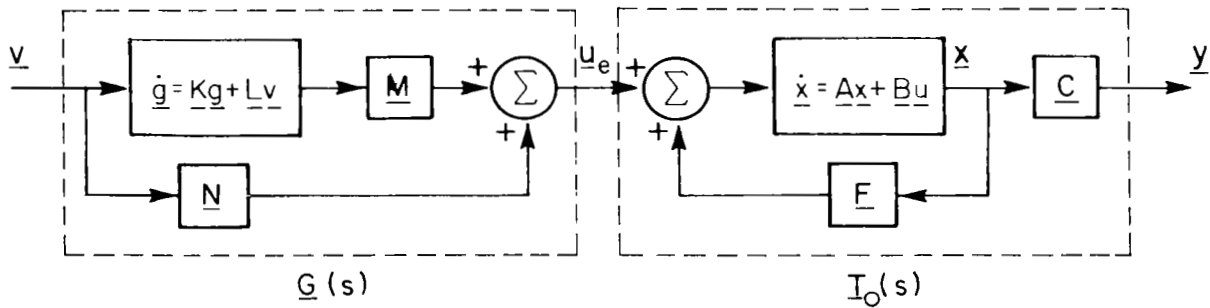 v
ġ = Kg + Lv
M
+
Σ
+
N
u_e
G(s)
+
Σ
+
ẋ = Ax + Bu
x
C
y
F
T_o(s)